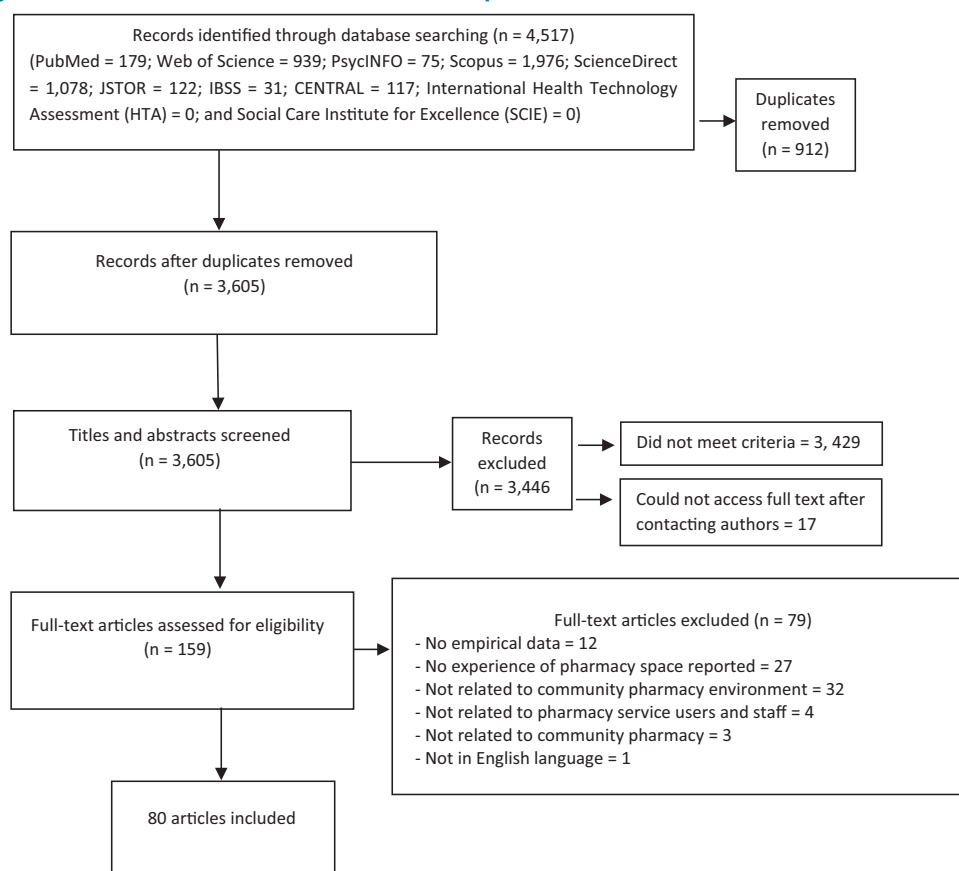 Records identified through database searching (n = 4,517)
(PubMed = 179; Web of Science = 939; PsycINFO = 75; Scopus = 1,976; ScienceDirect
= 1,078; JSTOR = 122; IBSS = 31; CENTRAL = 117; International Health Technology
Assessment (HTA) = 0; and Social Care Institute for Excellence (SCIE) = 0)
Duplicates
removed
(n = 912)
Records after duplicates removed
(n = 3,605)
Titles and abstracts screened
(n = 3,605)
Records
excluded
(n = 3,446
Did not meet criteria = 3, 429
Could not access full text after
contacting authors = 17
Full-text articles assessed for eligibility
(n = 159)
Full-text articles excluded (n = 79)
- No empirical data = 12
- No experience of pharmacy space reported = 27
- Not related to community pharmacy environment = 32
- Not related to pharmacy service users and staff = 4
- Not related to community pharmacy = 3
- Not in English language = 1
80 articles included